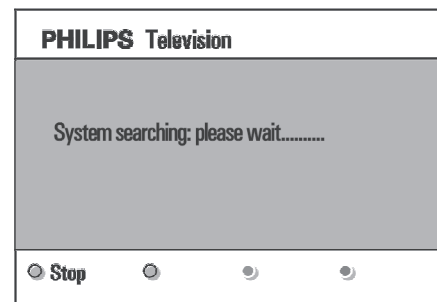 PHILIPS Television
System searching: please wait..........
Stop